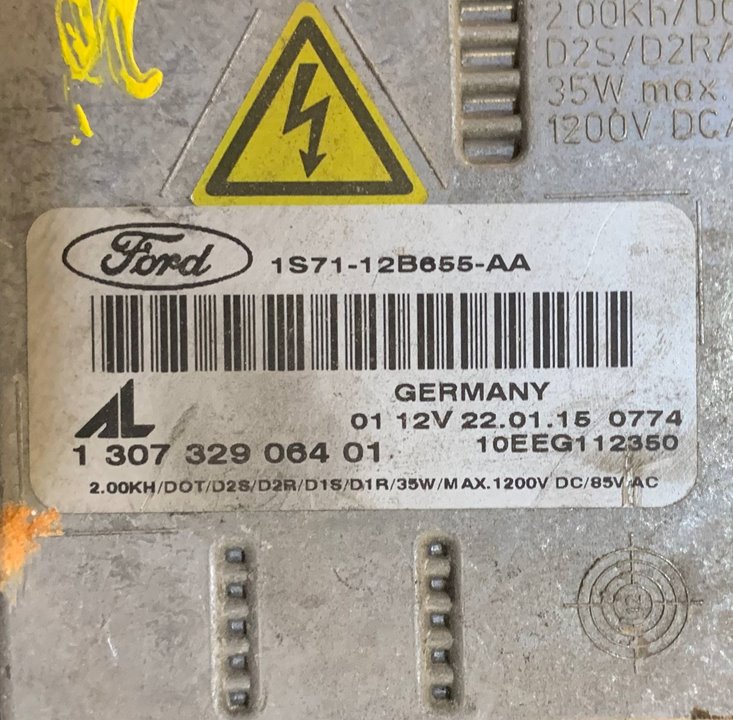 2.00Kh/DO
D2S/D2R/
35W max.
1200V DC/
Ford 1S71-12B655-AA
AL
GERMANY
01 12V 22.01.15 0774
1 307 329 064 01 10EEG112350
2.00KH/DOT/D2S/D2R/D1S/D1R/35W/MAX.1200V DC/85V AC